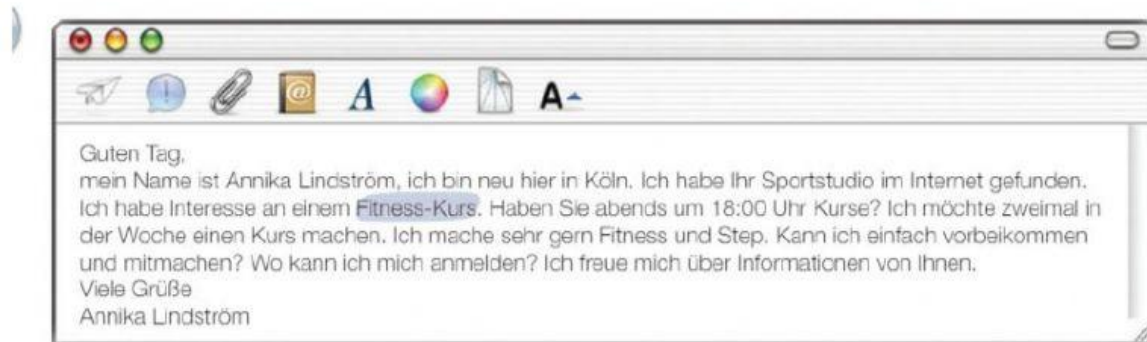 Guten Tag,
mein Name ist Annika Lindström, ich bin neu hier in Köln. Ich habe Ihr Sportstudio im Internet gefunden.
Ich habe Interesse an einem Fitness-Kurs. Haben Sie abends um 18:00 Uhr Kurse? Ich möchte zweimal in
der Woche einen Kurs machen. Ich mache sehr gern Fitness und Step. Kann ich einfach vorbeikommen
und mitmachen? Wo kann ich mich anmelden? Ich freue mich über Informationen von Ihnen.
Viele Grüße
Annika Lindström